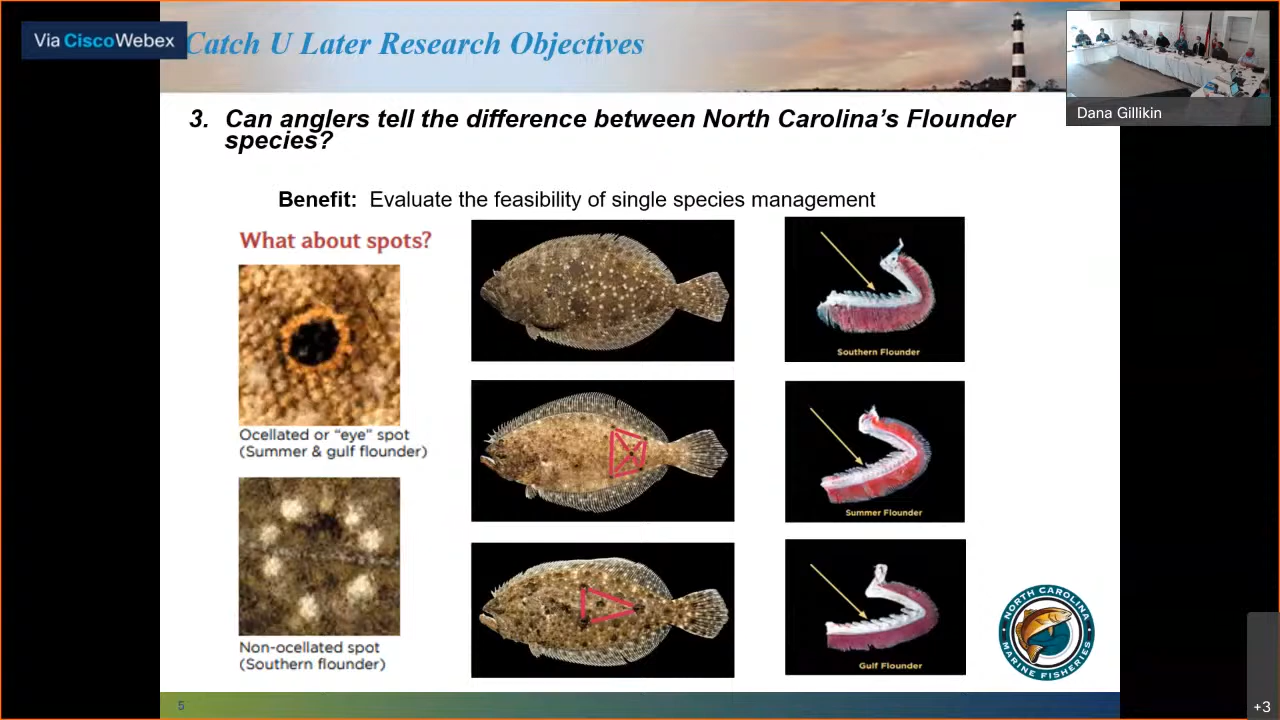 Via Cisco Webex
Catch U Later Research Objectives
Dana Gillikin
3. Can anglers tell the difference between North Carolina's Flounder
species?
Benefit: Evaluate the feasibility of single species management
What about spots?
Ocellated or "eye" spot
(Summer & gulf flounder)
Non-ocellated spot
(Southern flounder)
Southern Flounder
Summer Flounder
Gulf Flounder
NORTH CAROLINA
MARINE FISHERIES
5
+3